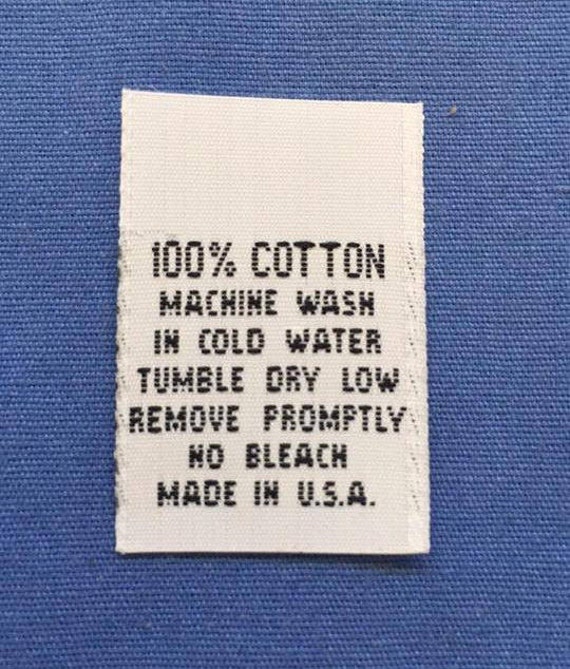 100% COTTON
MACHINE WASH
IN COLD WATER
TUMBLE DRY LOW
REMOVE PROMPTLY
NO BLEACH
MADE IN U.S.A.